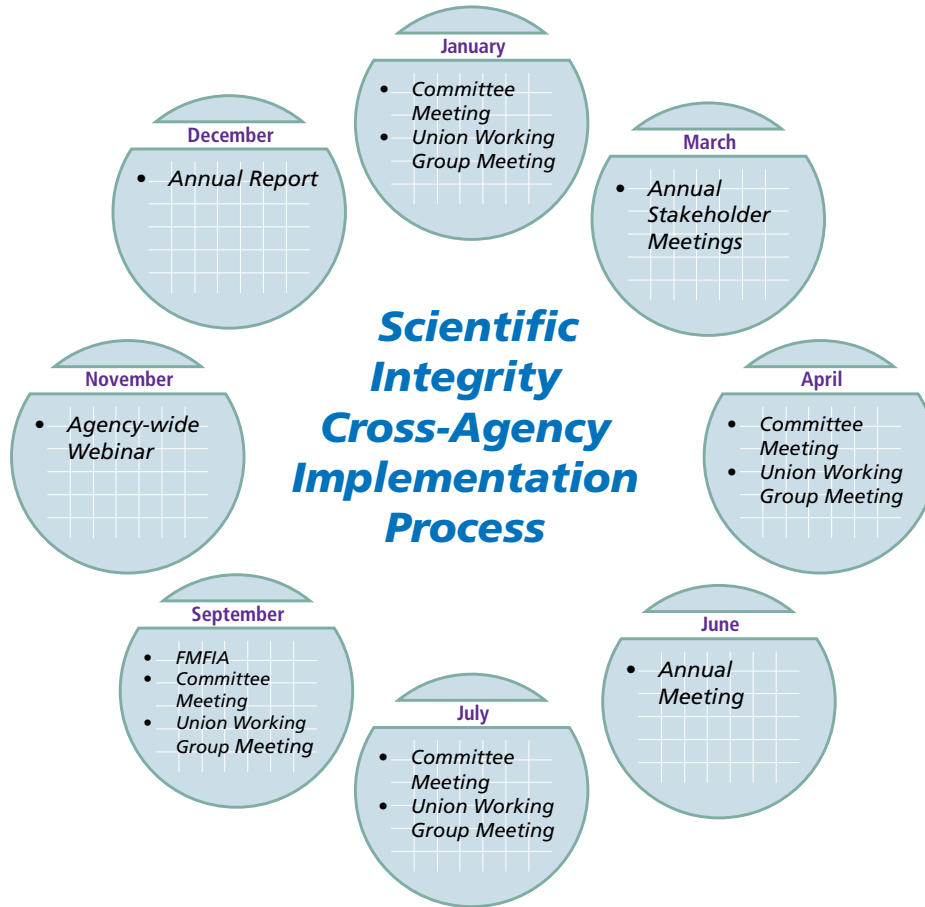 January
• Committee
Meeting
• Union Working
Group Meeting
March
• Annual
Stakeholder
Meetings
April
• Committee
Meeting
• Union Working
Group Meeting
June
• Annual
Meeting
July
• Committee
Meeting
• Union Working
Group Meeting
September
• FMFIA
• Committee
Meeting
• Union Working
Group Meeting
November
• Agency-wide
Webinar
December
• Annual Report
Scientific
Integrity
Cross-Agency
Implementation
Process